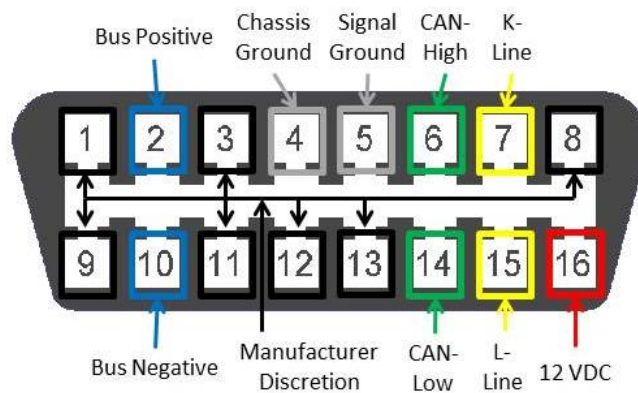 Bus Positive
Chassis
Ground
Signal
Ground
CAN-
High
K-
Line
1 2 3 4 5 6 7 8
9 10 11 12 13 14 15 16
Bus Negative
Manufacturer
Discretion
CAN-
Low
L-
Line
12 VDC